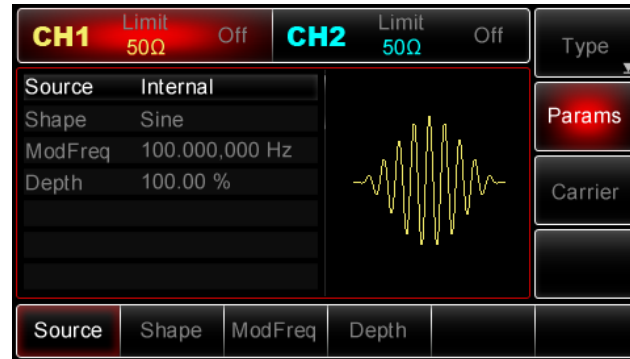 CH1 Limit 50Ω Off CH2 Limit 50Ω Off
Type
Source Internal
Shape Sine
ModFreq 100.000,000 Hz
Depth 100.00 %
Params
Carrier
Source Shape ModFreq Depth